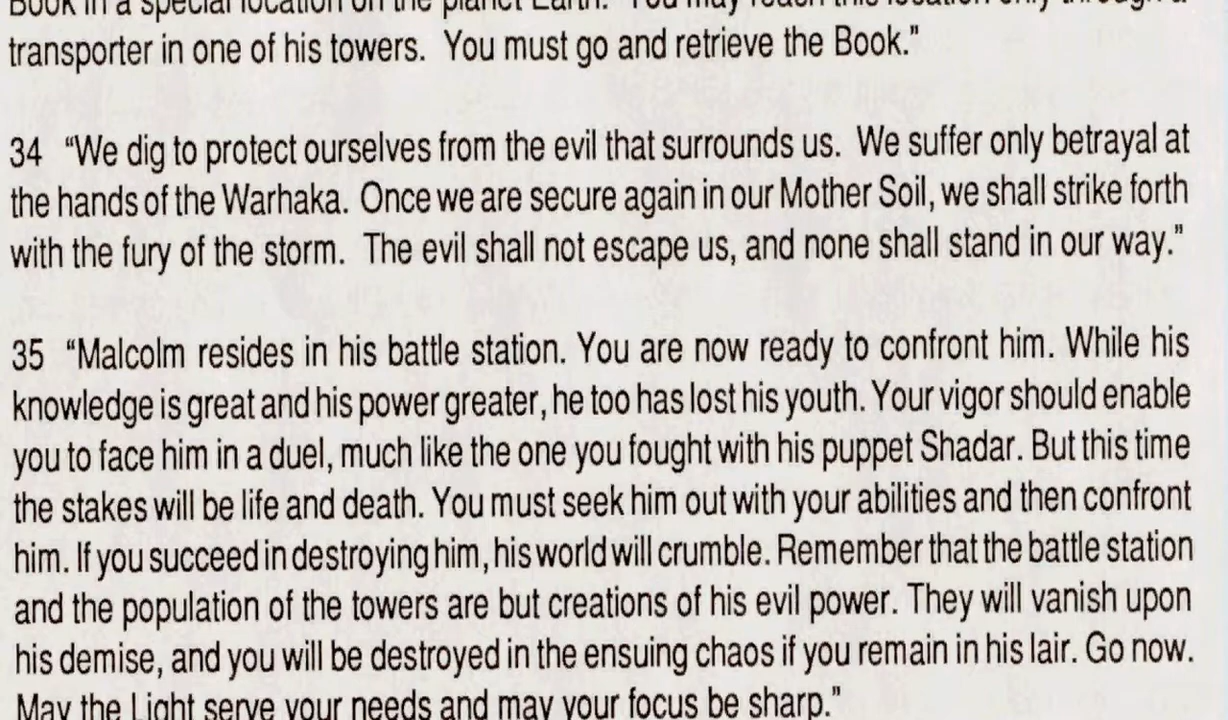 Book in a special location on the planet Earth. You may reach this location only through a
transporter in one of his towers. You must go and retrieve the Book."
34 “We dig to protect ourselves from the evil that surrounds us. We suffer only betrayal at
the hands of the Warhaka. Once we are secure again in our Mother Soil, we shall strike forth
with the fury of the storm. The evil shall not escape us, and none shall stand in our way."
35 “Malcolm resides in his battle station. You are now ready to confront him. While his
knowledge is great and his power greater, he too has lost his youth. Your vigor should enable
you to face him in a duel, much like the one you fought with his puppet Shadar. But this time
the stakes will be life and death. You must seek him out with your abilities and then confront
him. If you succeed in destroying him, his world will crumble. Remember that the battle station
and the population of the towers are but creations of his evil power. They will vanish upon
his demise, and you will be destroyed in the ensuing chaos if you remain in his lair. Go now.
May the Light serve your needs and may your focus be sharp."